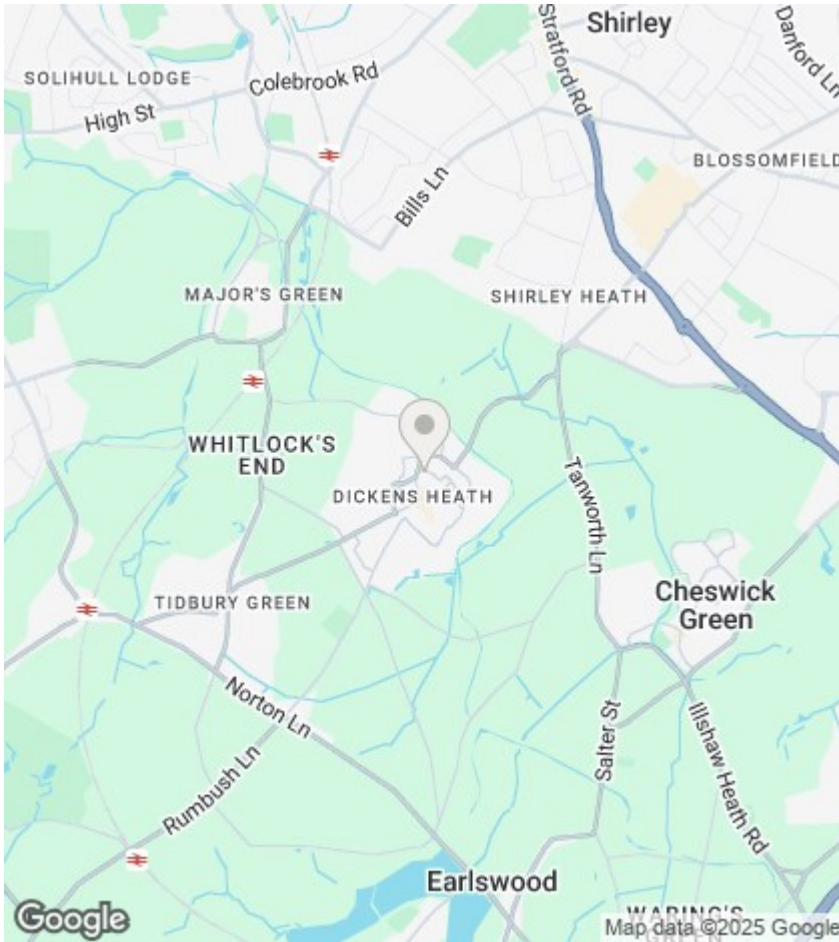 Shirley
Stratford Rd
Danford Ln
SOLIHULL LODGE
Colebrook Rd
High St
BLOSSOMFIELD
Bills Ln
MAJOR'S GREEN
SHIRLEY HEATH
WHITLOCK'S
END
DICKENS HEATH
Tanworth Ln
Cheswick
Green
TIDBURY GREEN
Norton Ln
Salter St
Illshaw Heath Rd
Rumbush Ln
Earlswood
WARING'S
Google
Map data ©2025 Google